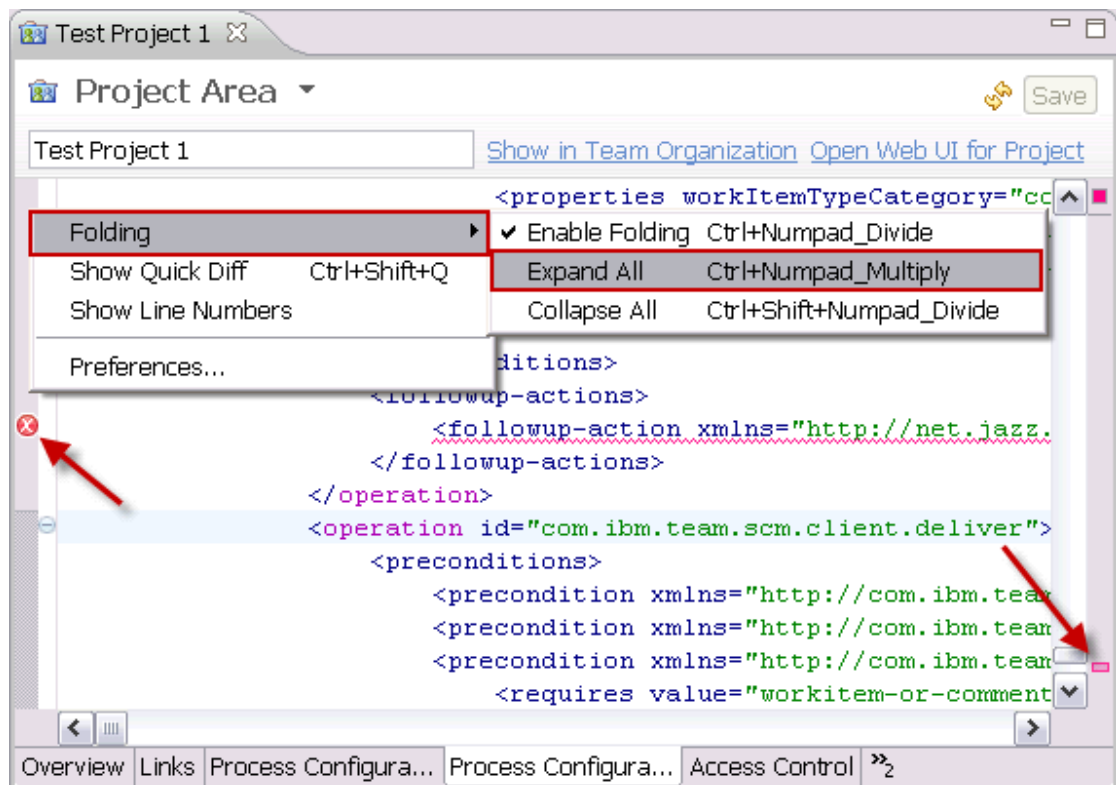 Test Project 1
Project Area
Save
Test Project 1
Show in Team Organization Open Web UI for Project
<properties workItemTypeCategory="cc
Folding
Enable Folding Ctrl+Numpad_Divide
Show Quick Diff Ctrl+Shift+Q
Expand All Ctrl+Numpad_Multiply
Show Line Numbers
Collapse All Ctrl+Shift+Numpad_Divide
Preferences...
ditions>
<followup-actions>
<followup-action xmlns="http://net.jazz.
</followup-actions>
</operation>
<operation id="com.ibm.team.scm.client.deliver">
<preconditions>
<precondition xmlns="http://com.ibm.team
<precondition xmlns="http://com.ibm.team
<precondition xmlns="http://com.ibm.team
<requires value="workitem-or-comment
Overview Links Process Configura... Process Configura... Access Control »2